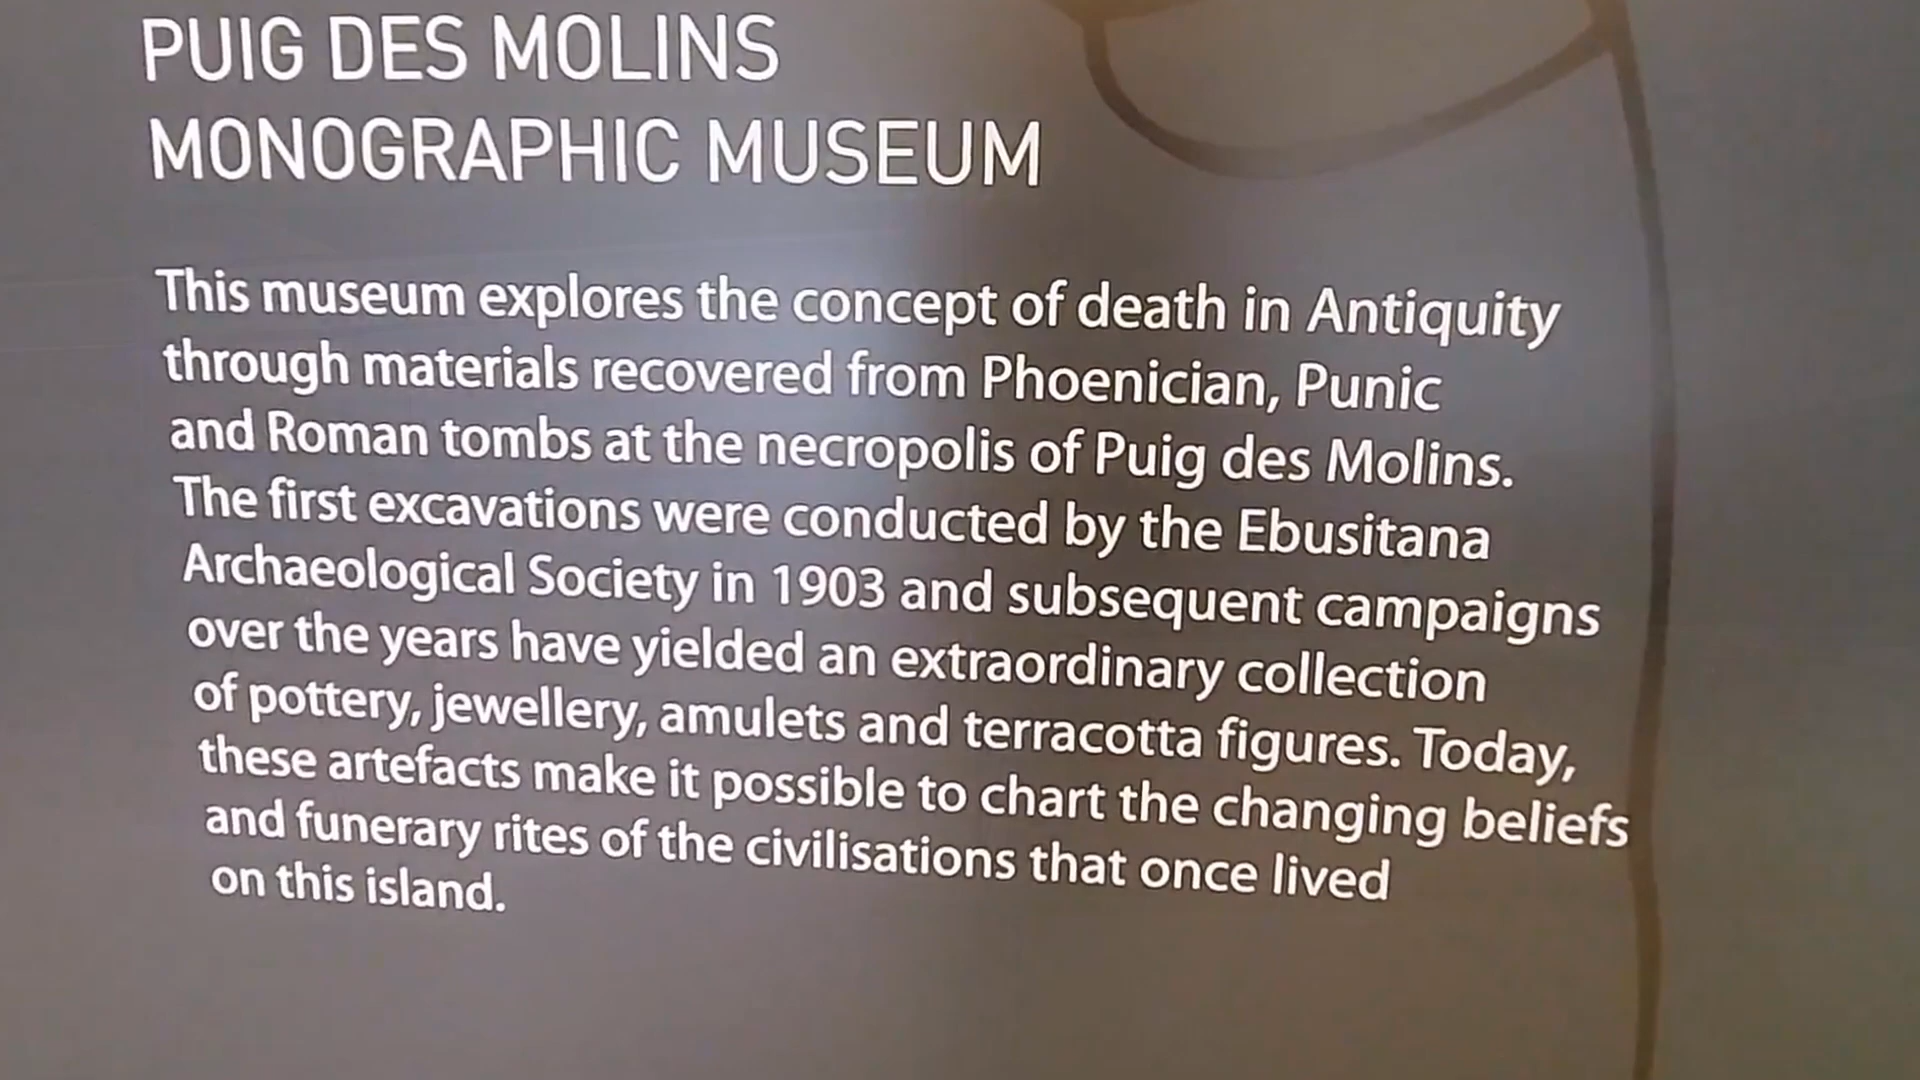 PUIG DES MOLINS
MONOGRAPHIC MUSEUM
This museum explores the concept of death in Antiquity
through materials recovered from Phoenician, Punic
and Roman tombs at the necropolis of Puig des Molins.
The first excavations were conducted by the Ebusitana
Archaeological Society in 1903 and subsequent campaigns
over the years have yielded an extraordinary collection
of pottery, jewellery, amulets and terracotta figures. Today,
these artefacts make it possible to chart the changing beliefs
and funerary rites of the civilisations that once lived
on this island.